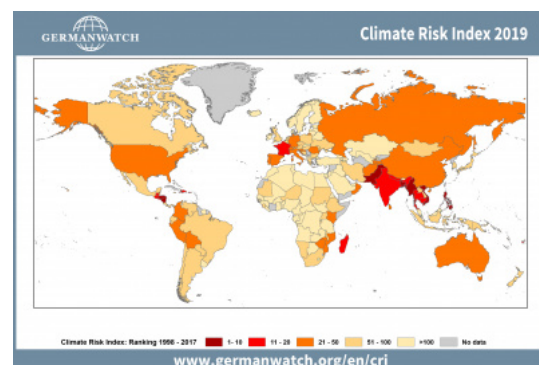 GERMANWATCH
Climate Risk Index 2019
Climate Risk Index: Ranking 1998 - 2017 1- 10 11 - 20 21 - 50 51 - 100 >100 No data
www.germanwatch.org/en/cri